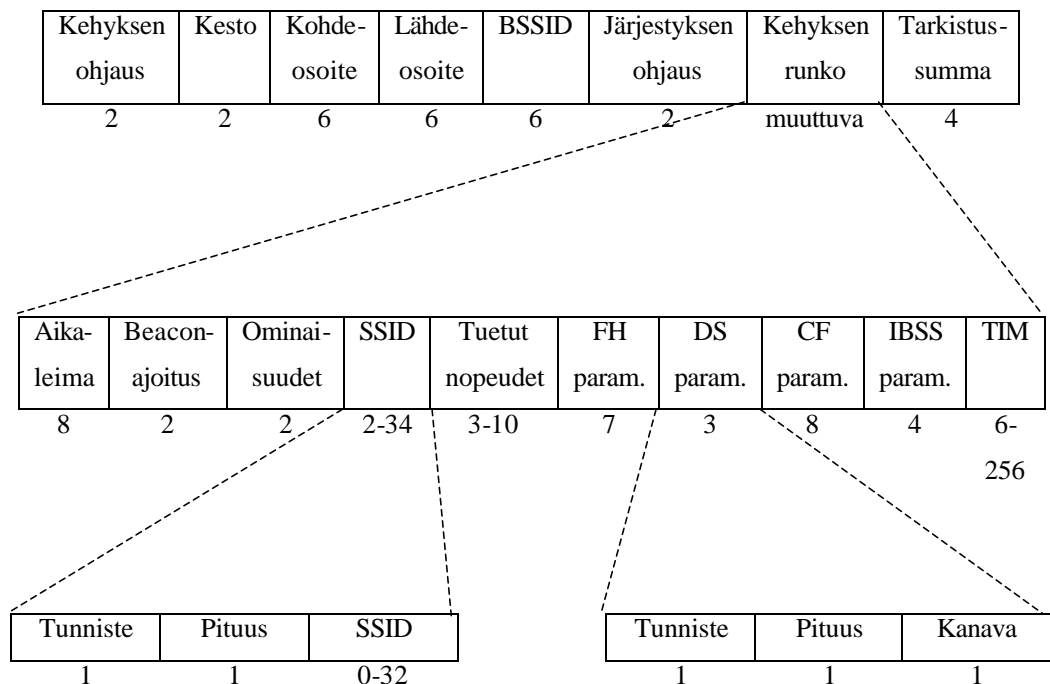 Kehyksen Kesto Kohde- Lähde- BSSID Järjestyksen Kehyksen Tarkistus-
ohjaus osoite osoite ohjaus runko summa
2 2 6 6 6 2 muuttuva 4
Aika- Beacon- Ominai- SSID Tuetut FH DS CF IBSS TIM
leima ajoitus suudet nopeudet param. param. param. param.
8 2 2 2-34 3-10 7 3 8 4 6-
256
Tunniste Pituus SSID Tunniste Pituus Kanava
1 1 0-32 1 1 1